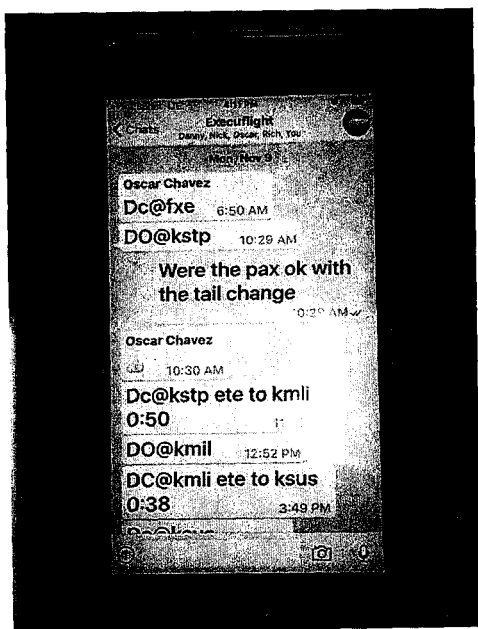 Execuflight
Chats
Danny, Nick, Oscar, Rich, You
Mon, Nov 9
Oscar Chavez
Dc@fxe 6:50 AM
DO@kstp 10:29 AM
Were the pax ok with
the tail change
AM
Oscar Chavez
10:30 AM
Dc@kstp ete to kmli
0:50
DO@kmil 12:52 PM
DC@kmli ete to ksus
0:38 3:49 PM